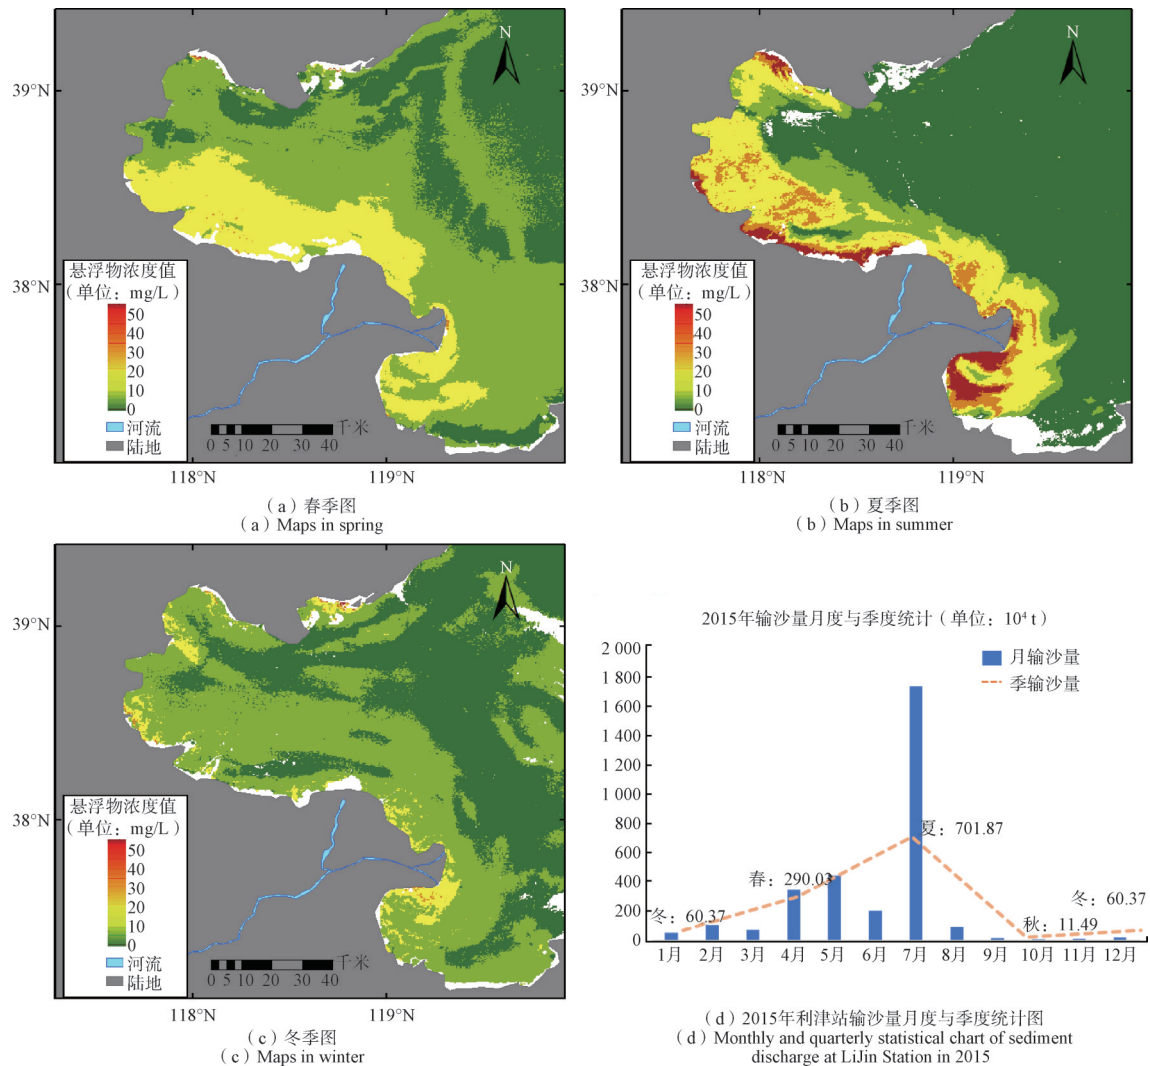 N
39°N
38°N
悬浮物浓度值
（单位：mg/L）
50
40
30
20
10
0
河流
陆地
千米
0 5 10 20 30 40
118°N
119°N
（a）春季图
（a）Maps in spring
N
39°N
38°N
悬浮物浓度值
（单位：mg/L）
50
40
30
20
10
0
河流
陆地
千米
0 5 10 20 30 40
118°N
119°N
（b）夏季图
（b）Maps in summer
N
39°N
38°N
悬浮物浓度值
（单位：mg/L）
50
40
30
20
10
0
河流
陆地
千米
0 5 10 20 30 40
118°N
119°N
（c）冬季图
（c）Maps in winter
2015年输沙量月度与季度统计（单位：10⁴ t）
2 000
1 800
1 600
1 400
1 200
1 000
800
600
400
200
0
月输沙量
季输沙量
冬：60.37
春：290.03
夏：701.87
秋：11.49
冬：60.37
1月 2月 3月 4月 5月 6月 7月 8月 9月 10月 11月 12月
（d）2015年利津站输沙量月度与季度统计图
（d）Monthly and quarterly statistical chart of sediment
discharge at LiJin Station in 2015